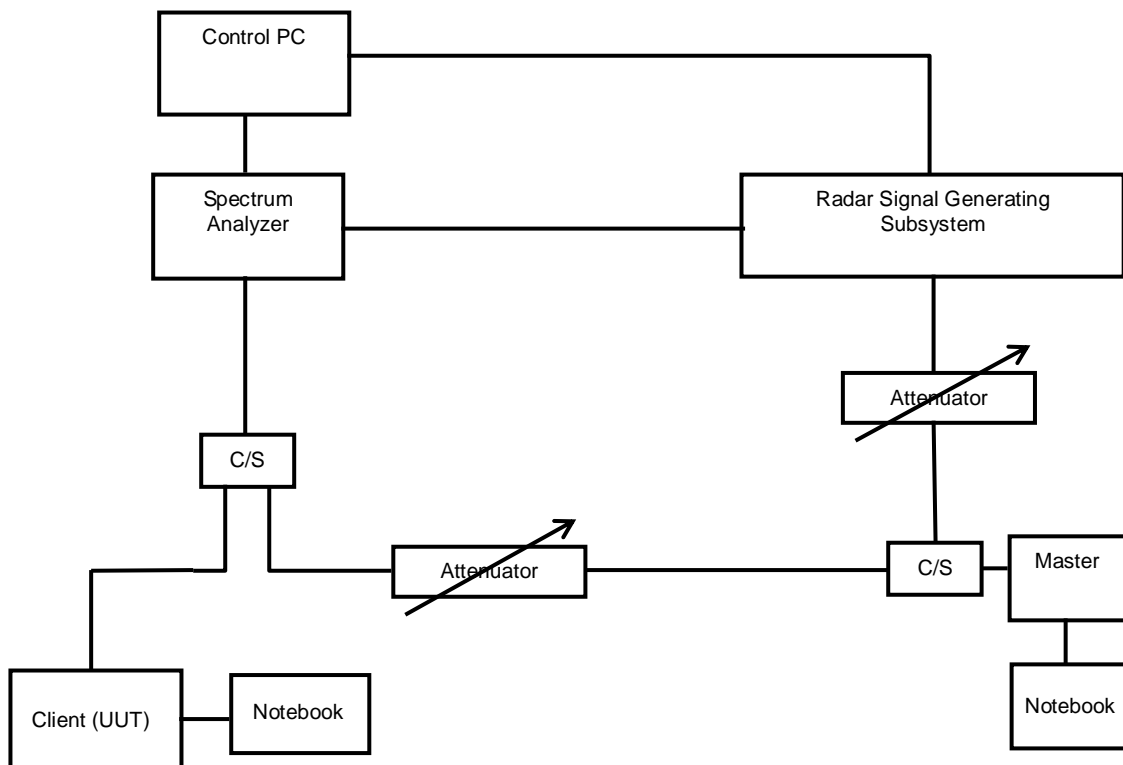 Control PC
Spectrum
Analyzer
Radar Signal Generating
Subsystem
Attenuator
C/S
Attenuator
C/S
Master
Client (UUT)
Notebook
Notebook